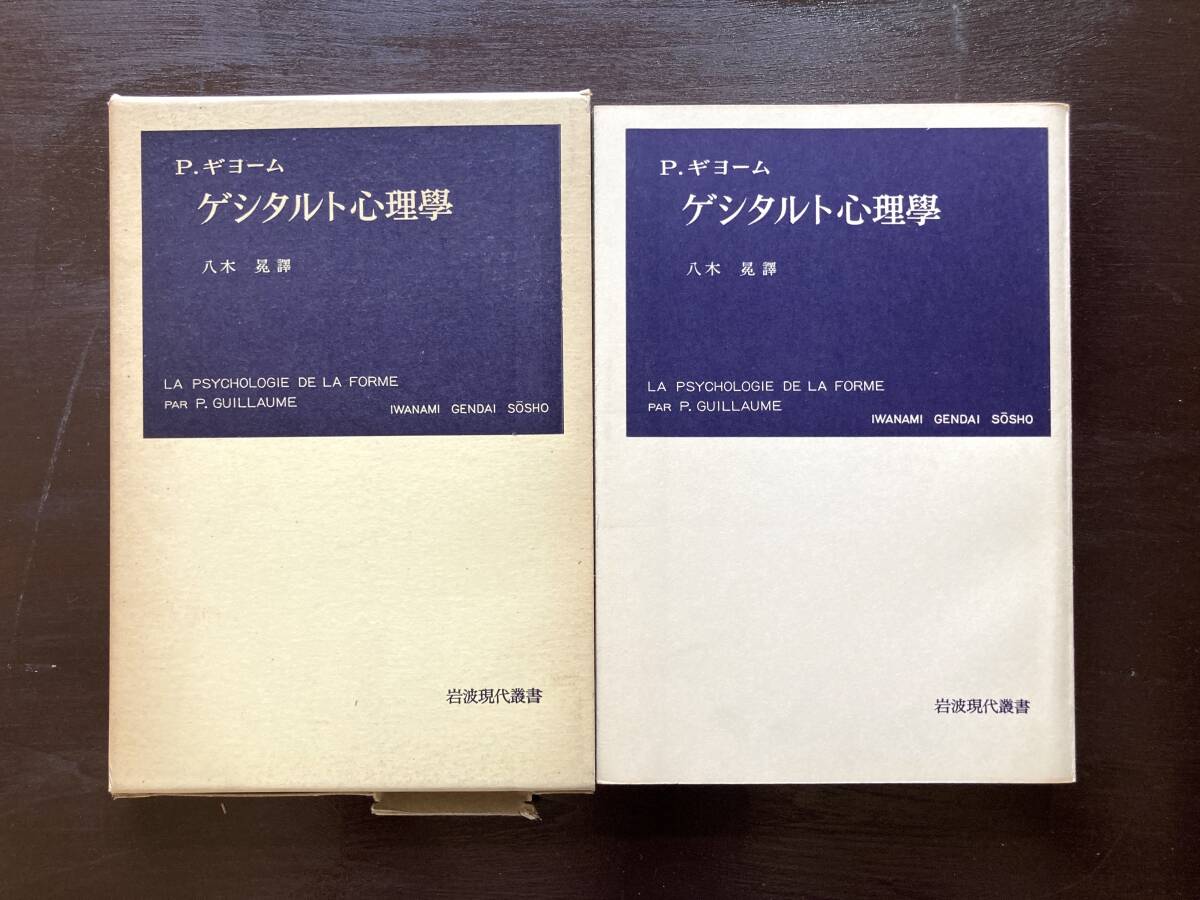 P.ギヨーム
ゲシタルト心理學
八木 冕譯
LA PSYCHOLOGIE DE LA FORME
PAR P. GUILLAUME
IWANAMI GENDAI SŌSHO
岩波現代叢書
P.ギヨーム
ゲシタルト心理學
八木 冕譯
LA PSYCHOLOGIE DE LA FORME
PAR P. GUILLAUME
IWANAMI GENDAI SŌSHO
岩波現代叢書